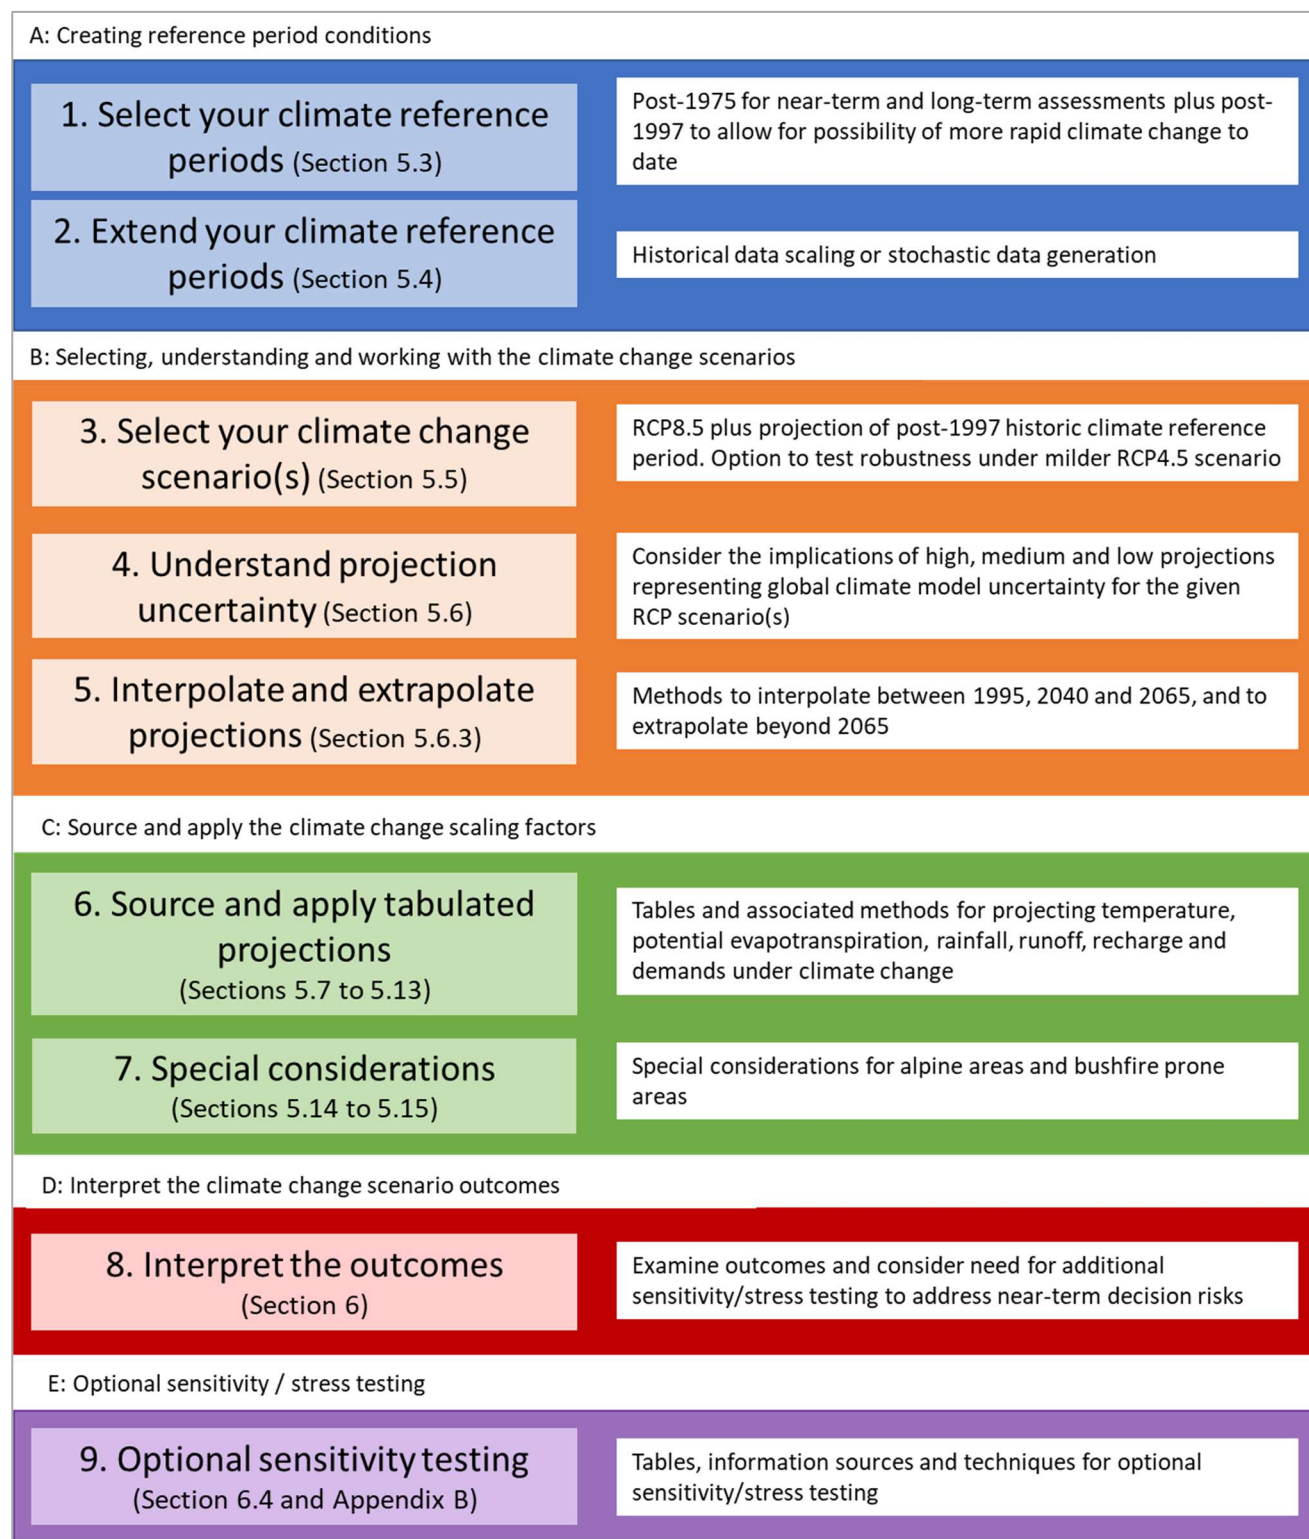 A: Creating reference period conditions
1. Select your climate reference
periods (Section 5.3)
Post-1975 for near-term and long-term assessments plus post-
1997 to allow for possibility of more rapid climate change to
date
2. Extend your climate reference
periods (Section 5.4)
Historical data scaling or stochastic data generation
B: Selecting, understanding and working with the climate change scenarios
3. Select your climate change
scenario(s) (Section 5.5)
RCP8.5 plus projection of post-1997 historic climate reference
period. Option to test robustness under milder RCP4.5 scenario
4. Understand projection
uncertainty (Section 5.6)
Consider the implications of high, medium and low projections
representing global climate model uncertainty for the given
RCP scenario(s)
5. Interpolate and extrapolate
projections (Section 5.6.3)
Methods to interpolate between 1995, 2040 and 2065, and to
extrapolate beyond 2065
C: Source and apply the climate change scaling factors
6. Source and apply tabulated
projections
(Sections 5.7 to 5.13)
Tables and associated methods for projecting temperature,
potential evapotranspiration, rainfall, runoff, recharge and
demands under climate change
7. Special considerations
(Sections 5.14 to 5.15)
Special considerations for alpine areas and bushfire prone
areas
D: Interpret the climate change scenario outcomes
8. Interpret the outcomes
(Section 6)
Examine outcomes and consider need for additional
sensitivity/stress testing to address near-term decision risks
E: Optional sensitivity / stress testing
9. Optional sensitivity testing
(Section 6.4 and Appendix B)
Tables, information sources and techniques for optional
sensitivity/stress testing